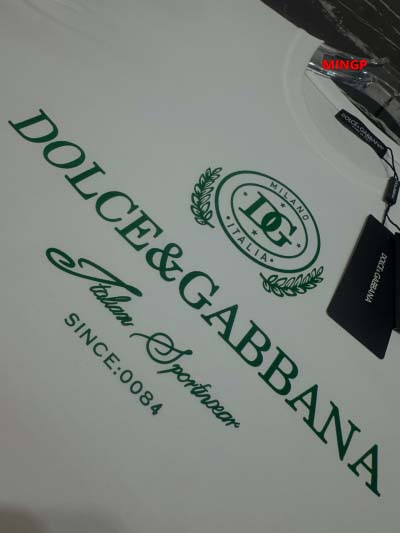 MINGP
DOLCE&GABBANA
MILANO
DG
ITALIA
DOLCE&GABBANA
Italian Sportswear
SINCE:0084
DOLCE&GABBANA